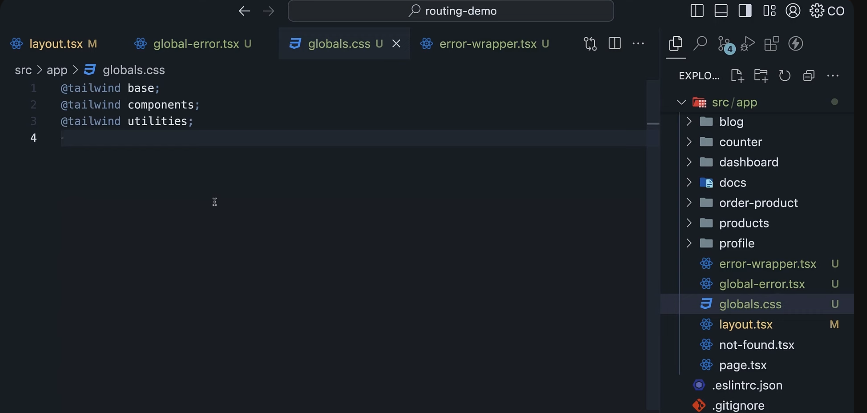 routing-demo
CO
layout.tsx M
global-error.tsx U
globals.css U
error-wrapper.tsx U
4
src > app > globals.css
EXPLO...
1 @tailwind base;
2 @tailwind components;
3 @tailwind utilities;
4
src/app
blog
counter
dashboard
docs
order-product
products
profile
error-wrapper.tsx U
global-error.tsx U
globals.css U
layout.tsx M
not-found.tsx
page.tsx
.eslintrc.json
.gitignore